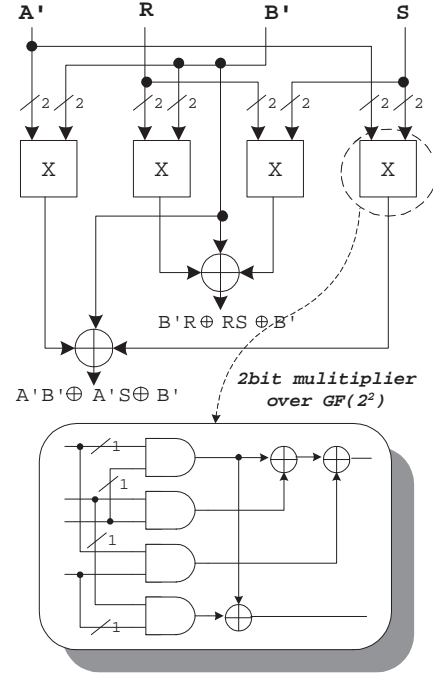 A' R B' S
2 2 2 2 2 2 2 2
X X X X
B'R⊕ RS ⊕B'
A'B'⊕ A'S⊕ B'
2bit mulitiplier
over GF(2²)
1
1
1
1